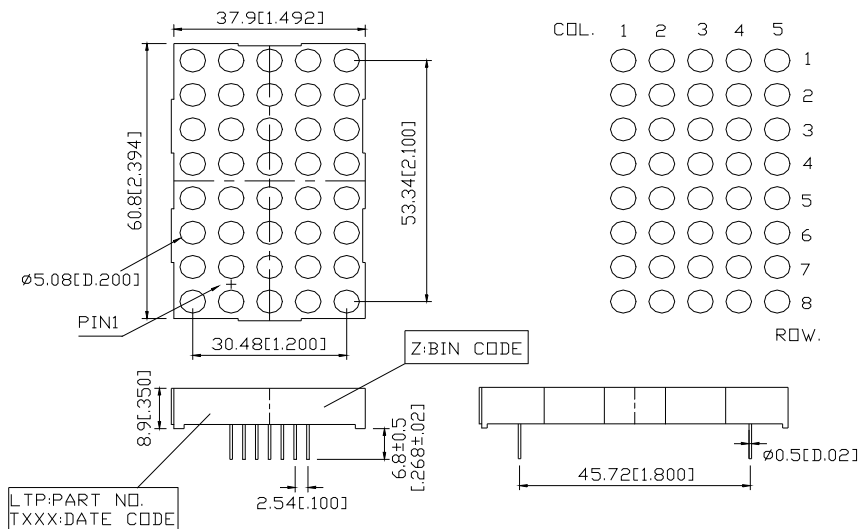 37.9[1.492]
COL. 1 2 3 4 5
1
2
3
4
5
6
7
8
ROW.
60.8[2.394]
53.34[2.100]
ø5.08[D.200]
PIN1
30.48[1.200]
Z:BIN CODE
8.9[.350]
6.8±0.5
[.268±.02]
2.54[.100]
LTP:PART NO.
TXXX:DATE CODE
45.72[1.800]
ø0.5[D.02]